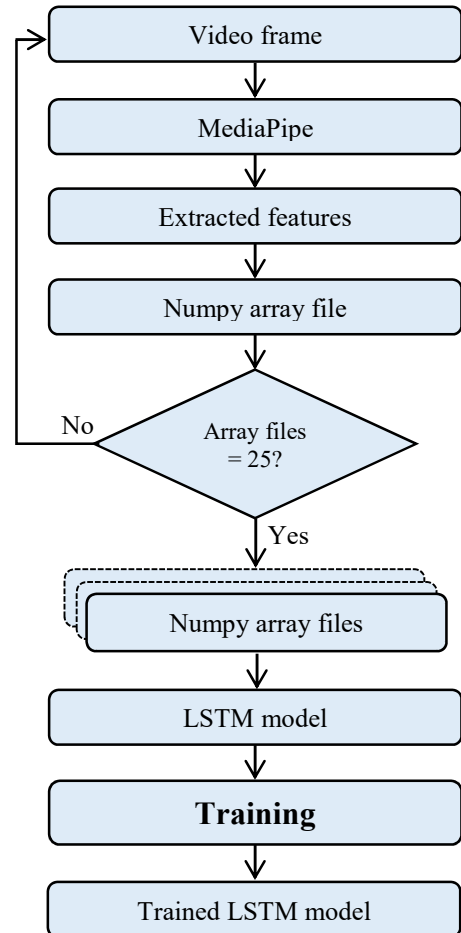 Video frame
MediaPipe
Extracted features
Numpy array file
No
Array files
= 25?
Yes
Numpy array files
LSTM model
Training
Trained LSTM model